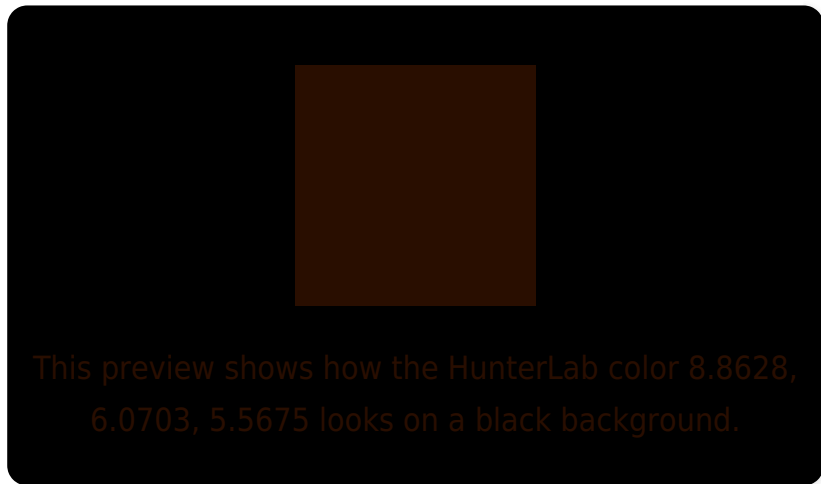 This preview shows how the HunterLab color 8.8628,
6.0703, 5.5675 looks on a black background.